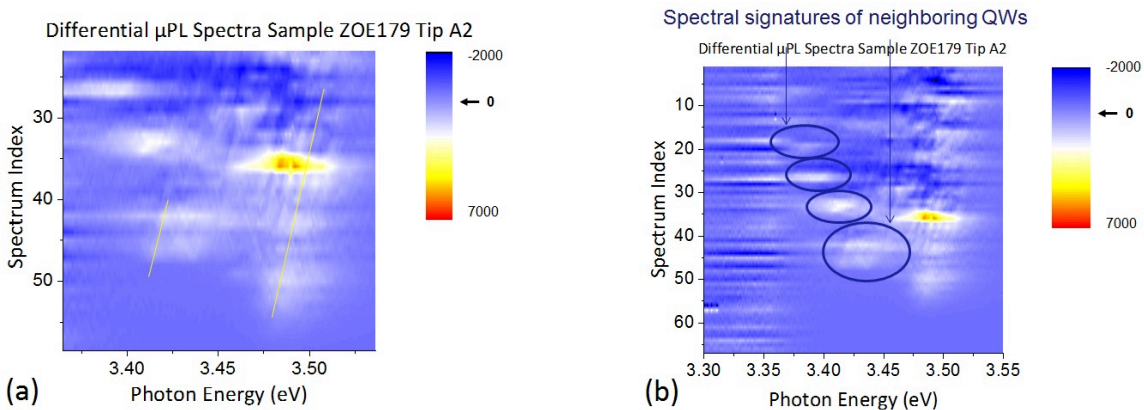 Differential µPL Spectra Sample ZOE179 Tip A2
30
40
50
Spectrum Index
3.40
3.45
3.50
Photon Energy (eV)
(a)
-2000
0
7000
Spectral signatures of neighboring QWs
Differential µPL Spectra Sample ZOE179 Tip A2
10
20
30
40
50
60
Spectrum Index
3.30
3.35
3.40
3.45
3.50
3.55
Photon Energy (eV)
(b)
-2000
0
7000